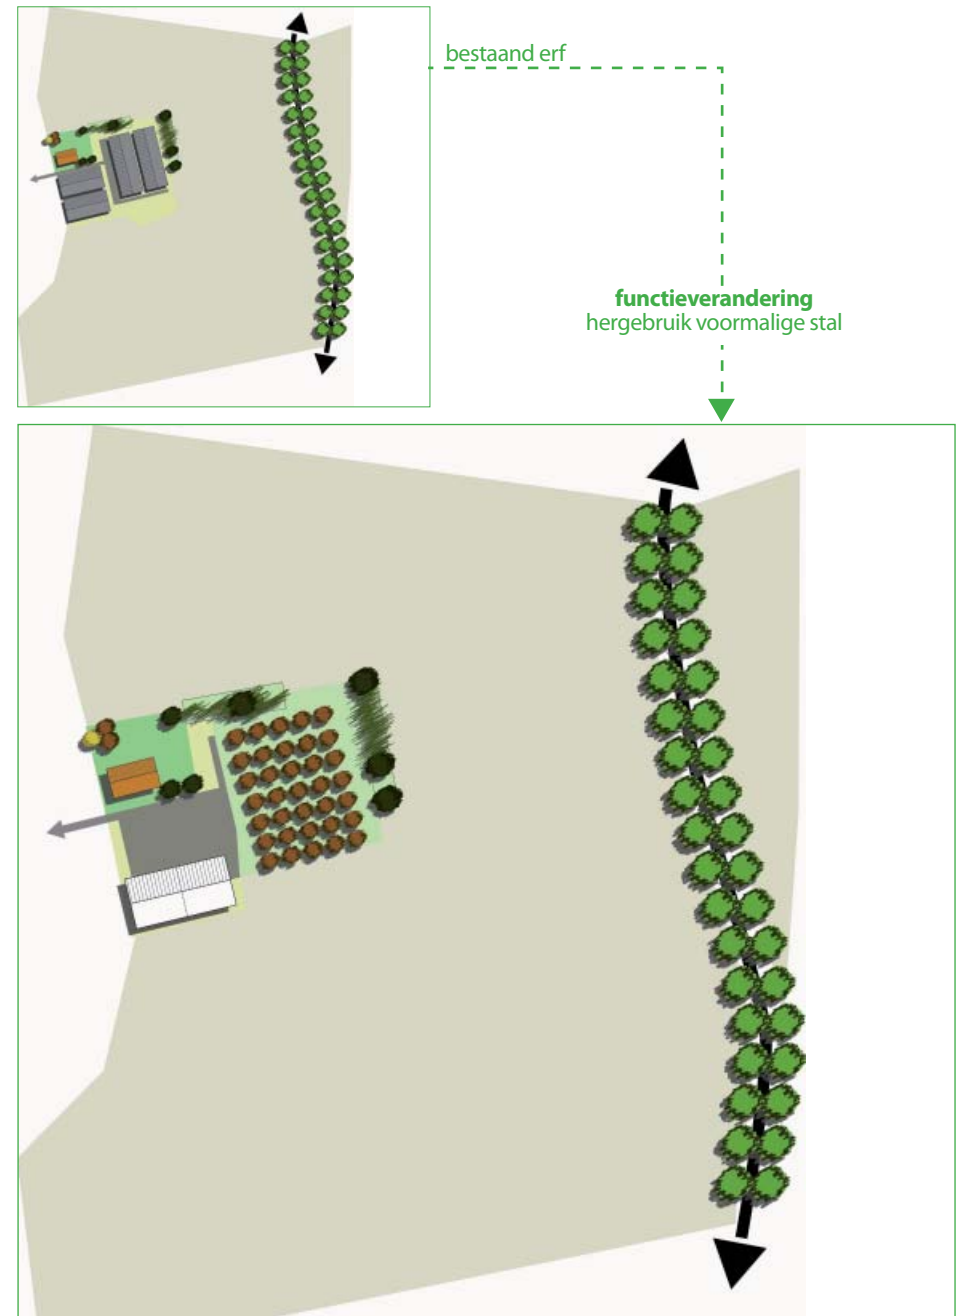 bestaand erf
functieverandering
hergebruik voormalige stal